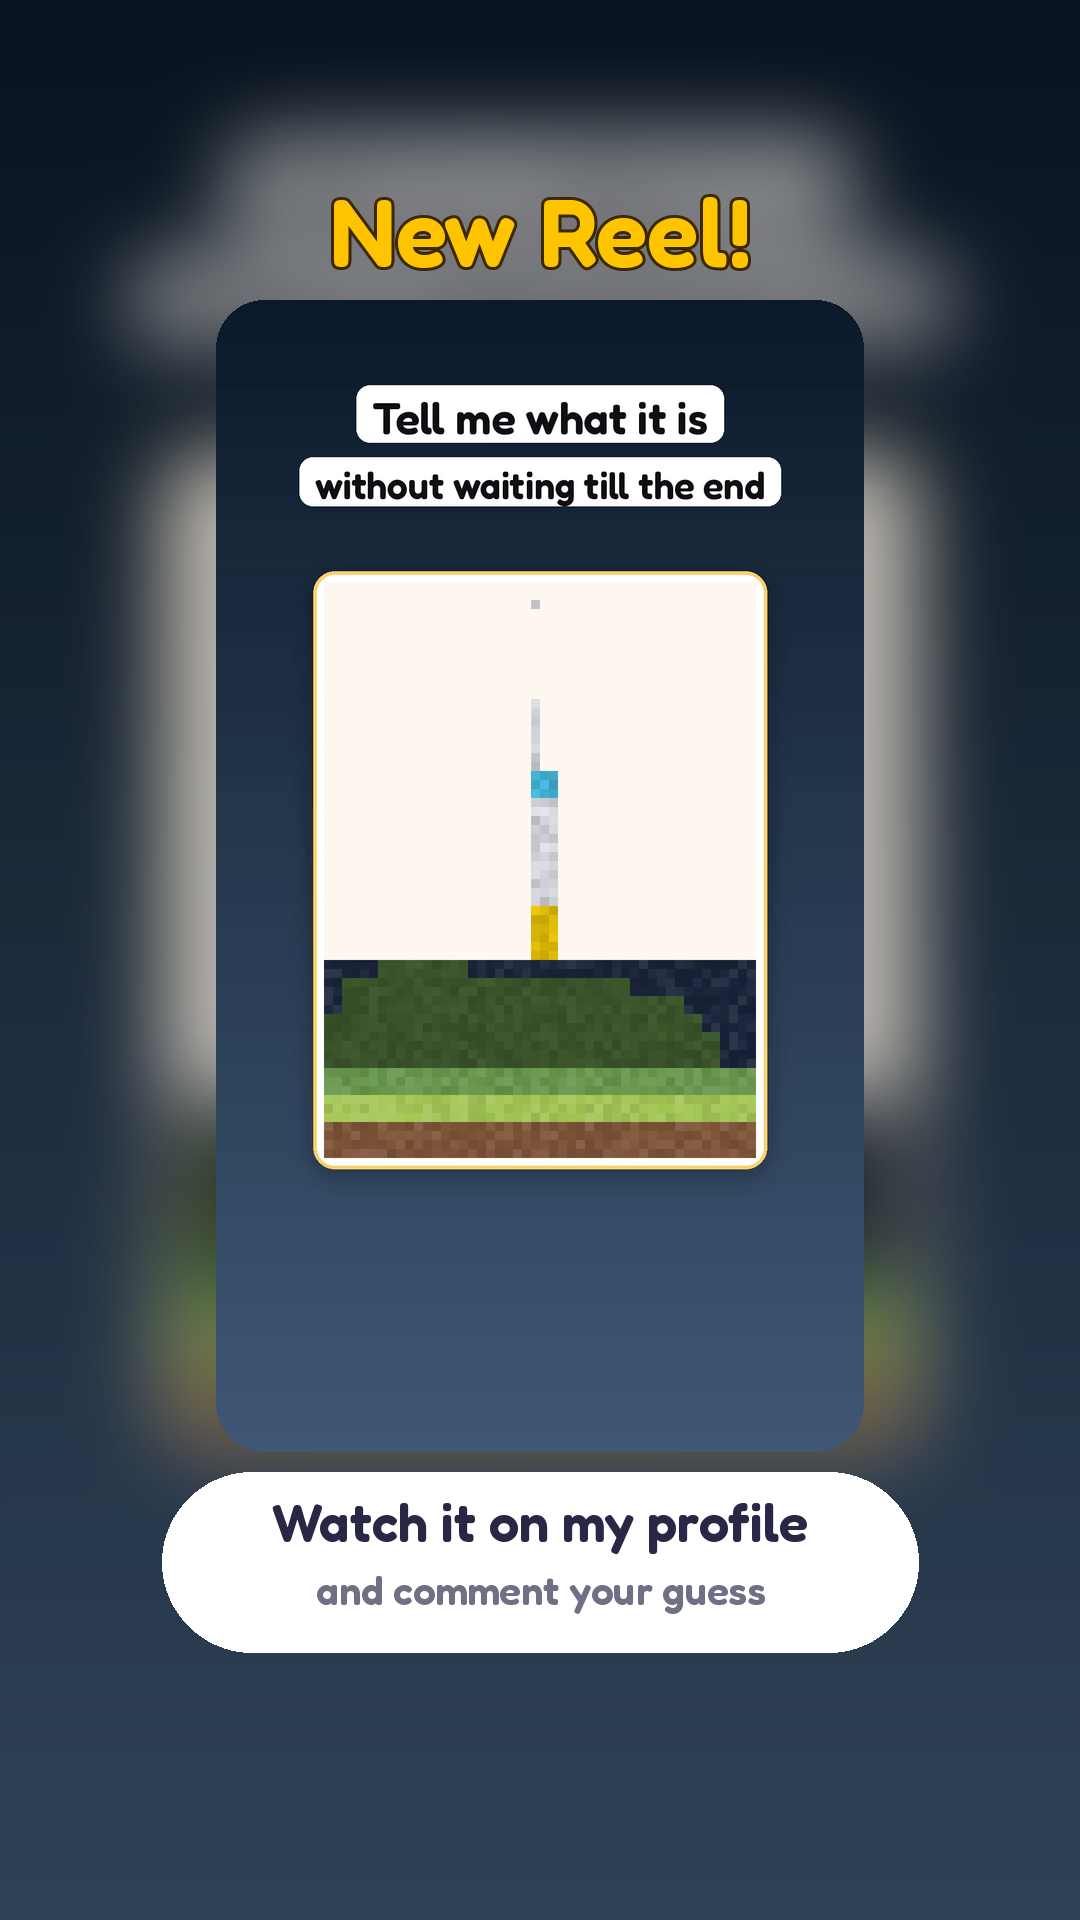 New Reel!
Tell me what it is
without waiting till the end
Watch it on my profile
and comment your guess